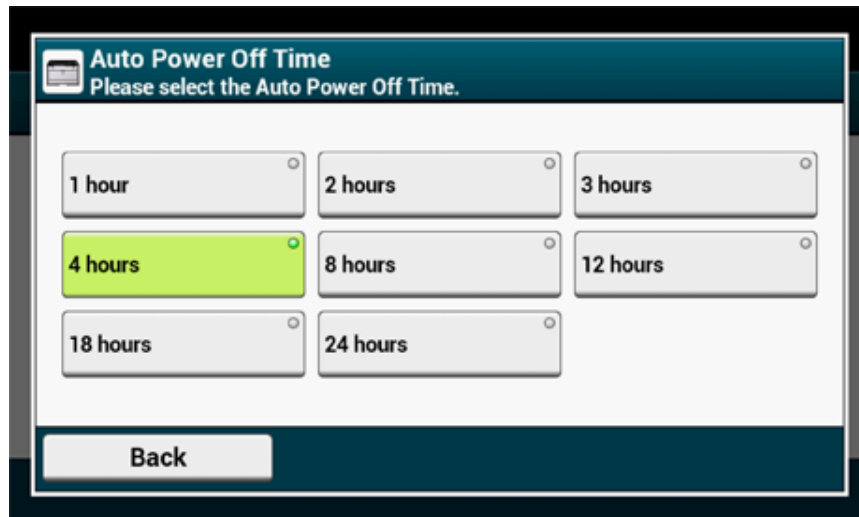 Auto Power Off Time
Please select the Auto Power Off Time.
1 hour
2 hours
3 hours
4 hours
8 hours
12 hours
18 hours
24 hours
Back